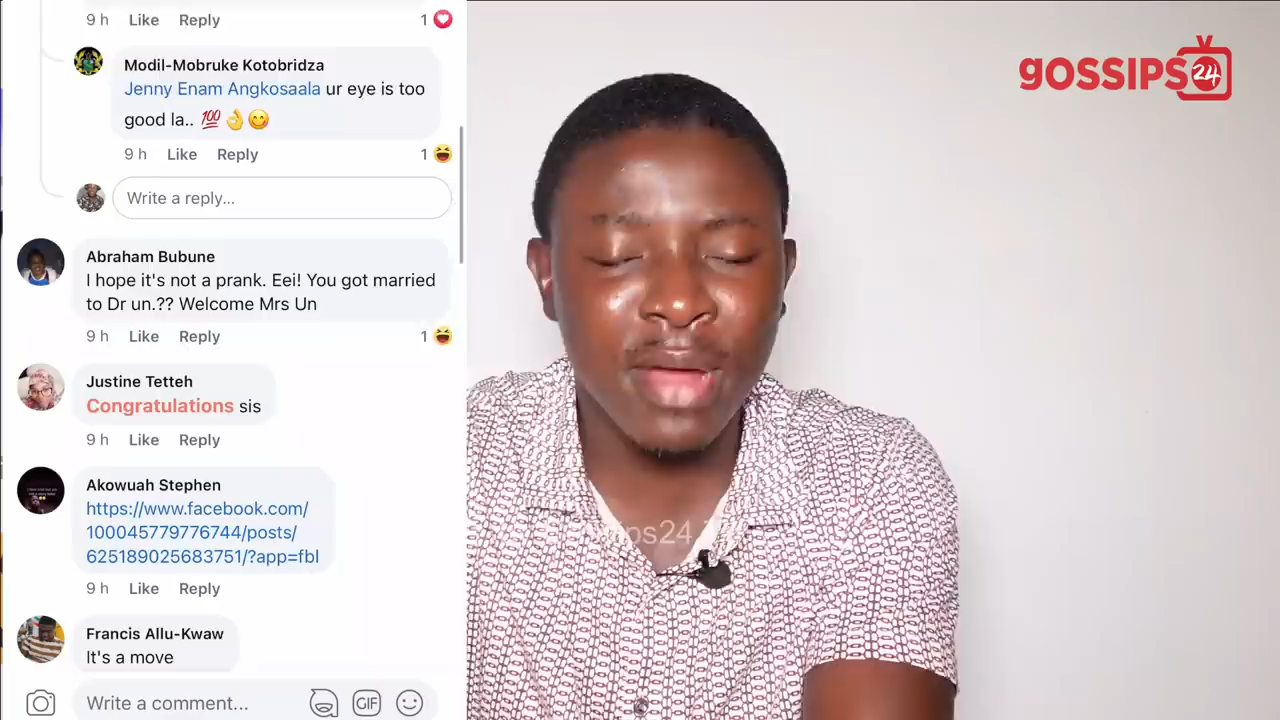 9 h Like Reply 1
Modil-Mobruke Kotobridza
Jenny Enam Angkosaala ur eye is too
good la.. 💯👌😋
9 h Like Reply 1
Write a reply...
Abraham Bubune
I hope it's not a prank. Eei! You got married
to Dr un.?? Welcome Mrs Un
9 h Like Reply 1
Justine Tetteh
Congratulations sis
9 h Like Reply
Akowuah Stephen
https://www.facebook.com/
100045779776744/posts/
625189025683751/?app=fbl
9 h Like Reply
Francis Allu-Kwaw
It's a move
Write a comment... GIF
gOSSIPS 24
ps24